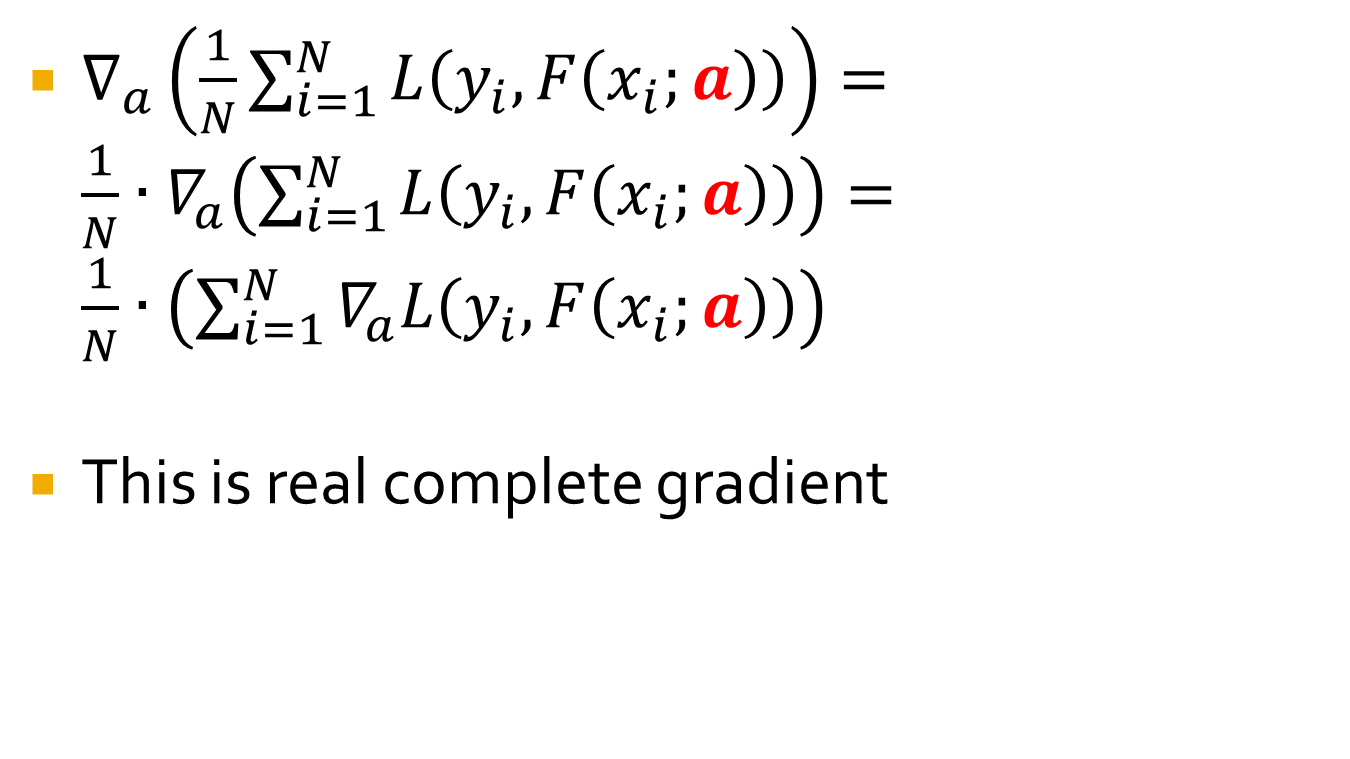 ▪ ∇_a (1/N ∑_{i=1}^{N} L(y_i, F(x_i; a))) =
1/N · ∇_a(∑_{i=1}^{N} L(y_i, F(x_i; a))) =
1/N · (∑_{i=1}^{N} ∇_a L(y_i, F(x_i; a)))
▪ This is real complete gradient